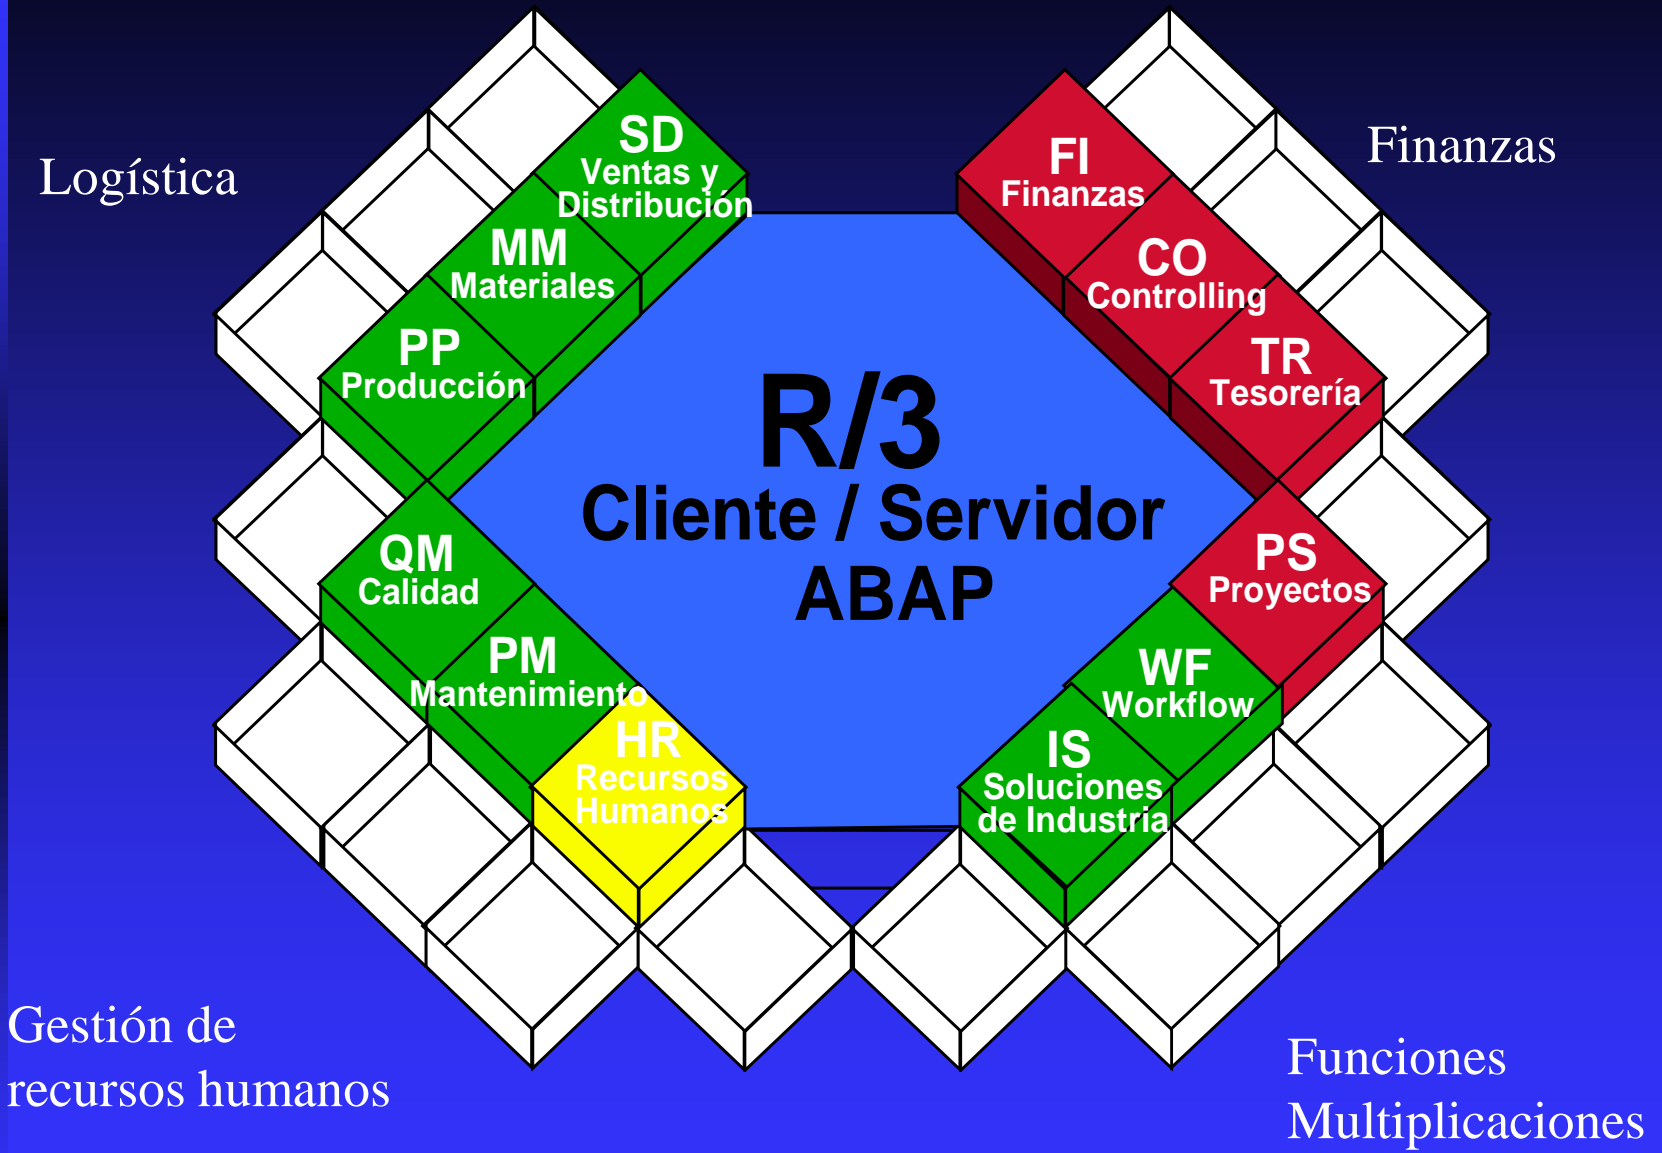 Logística
Finanzas
SD
Ventas y
Distribución
MM
Materiales
PP
Producción
QM
Calidad
PM
Mantenimiento
HR
Recursos
Humanos
R/3
Cliente / Servidor
ABAP
FI
Finanzas
CO
Controlling
TR
Tesorería
PS
Proyectos
WF
Workflow
IS
Soluciones
de Industria
Gestión de
recursos humanos
Funciones
Multiplicaciones